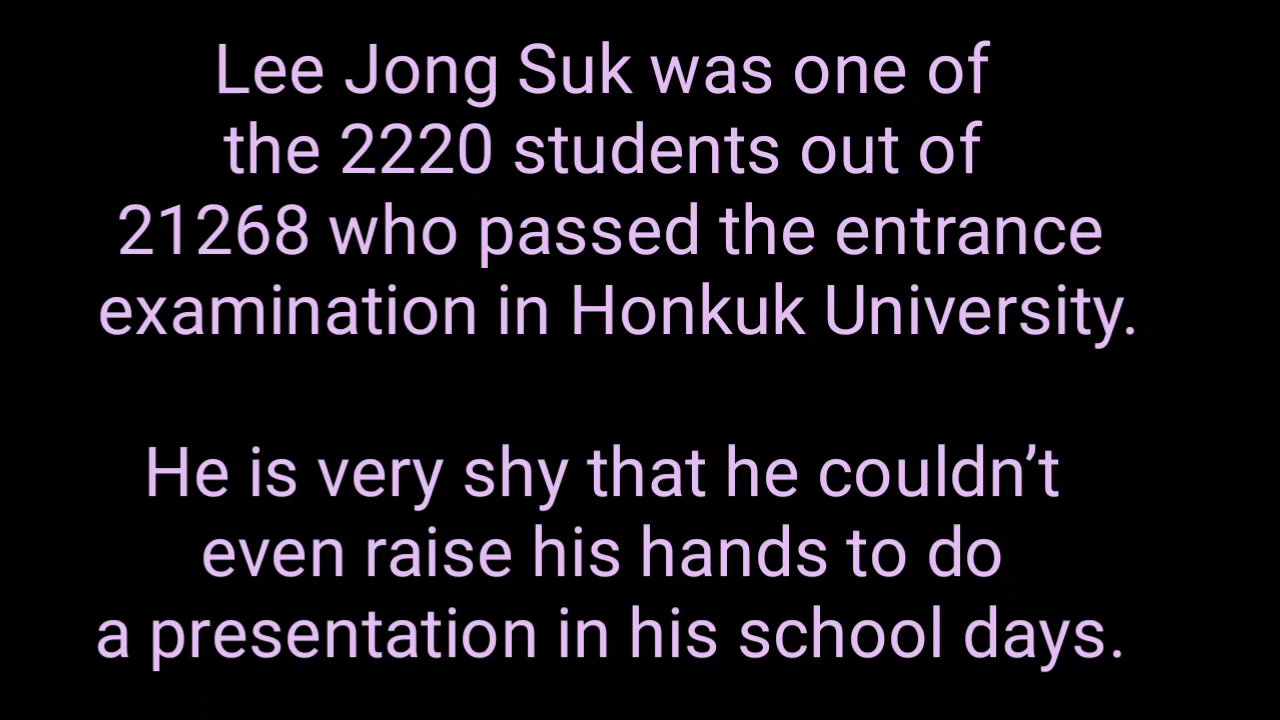 Lee Jong Suk was one of
the 2220 students out of
21268 who passed the entrance
examination in Honkuk University.
He is very shy that he couldn’t
even raise his hands to do
a presentation in his school days.